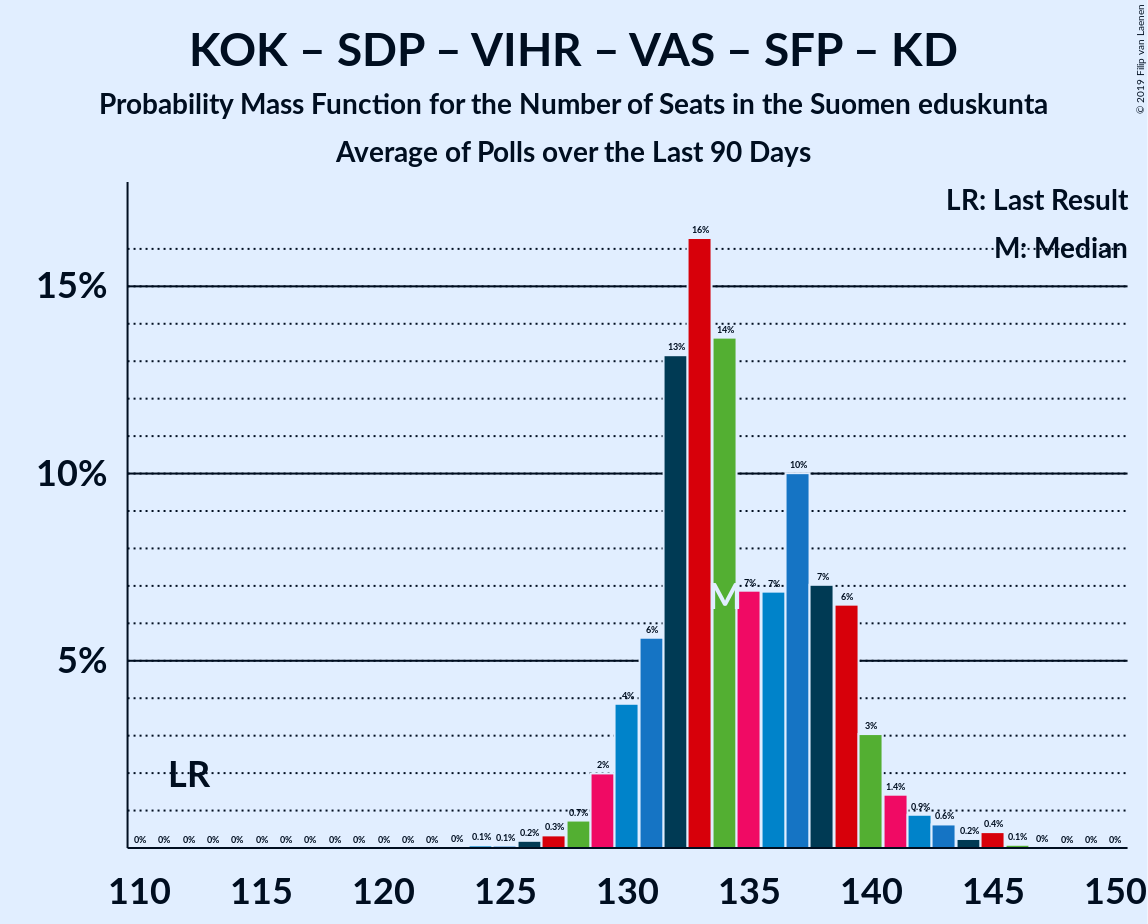 KOK – SDP – VIHR – VAS – SFP – KD
Probability Mass Function for the Number of Seats in the Suomen eduskunta
Average of Polls over the Last 90 Days
© 2019 Filip van Laenen
LR: Last Result
M: Median
15%
10%
5%
LR
M
0% 0% 0% 0% 0% 0% 0% 0% 0% 0% 0% 0% 0% 0% 0.1% 0.1% 0.2% 0.3% 0.7% 2% 4% 6% 13% 16% 14% 7% 7% 10% 7% 6% 3% 1.4% 0.9% 0.6% 0.2% 0.4% 0.1% 0% 0% 0% 0%
110 115 120 125 130 135 140 145 150